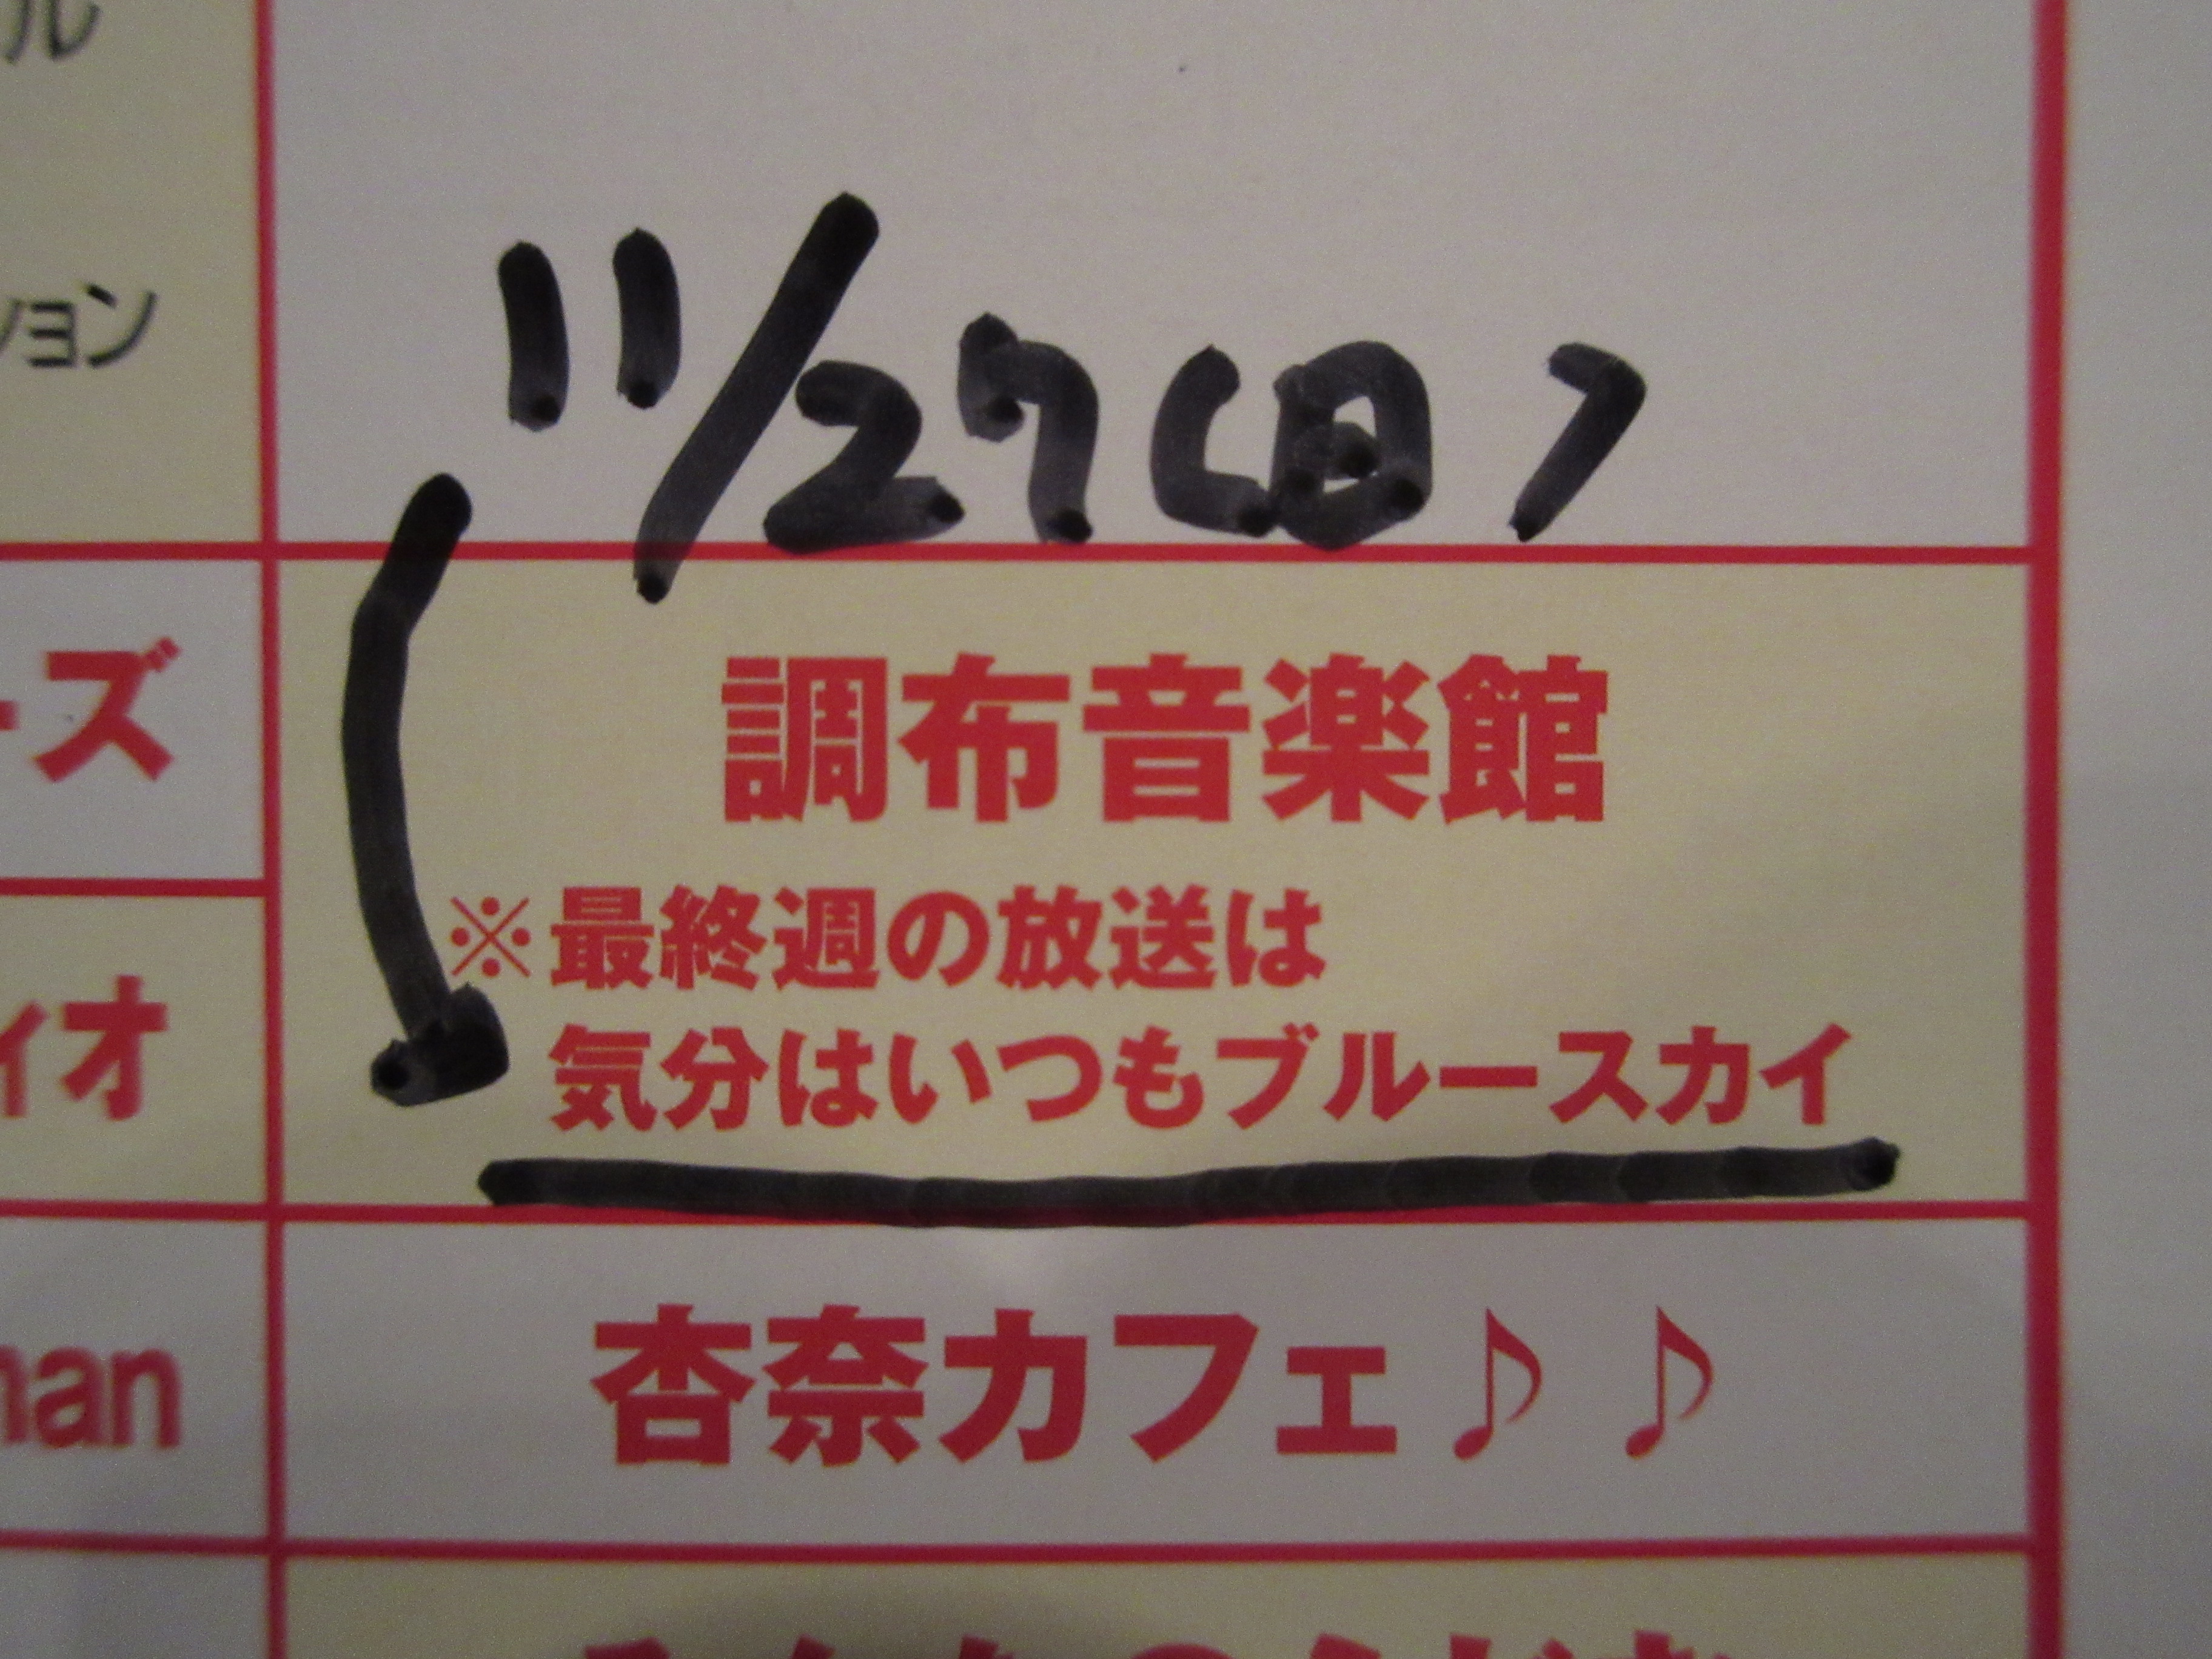 ル
ション
11/27(日)
ーズ
調布音楽館
※最終週の放送は
気分はいつもブルースカイ
ィオ
杏奈カフェ♪♪
man